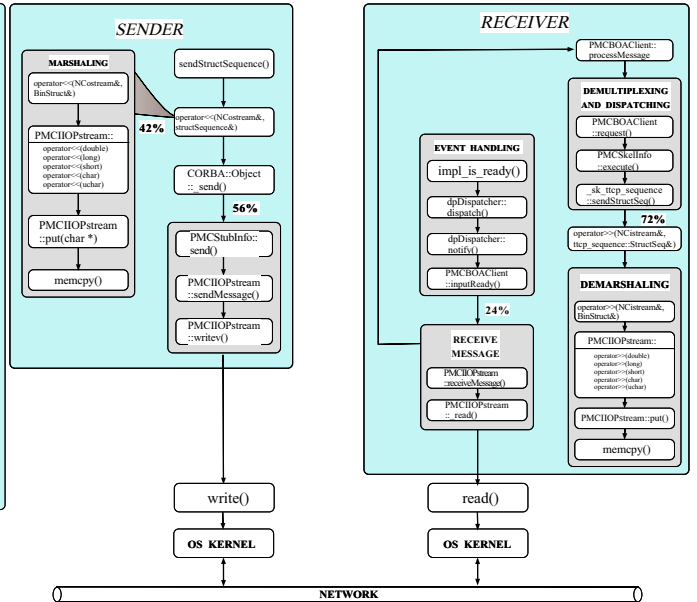 SENDER
MARSHALING
operator<<(NCostream&,
BinStruct&)
PMCIIOPstream::
operator<<(double)
operator<<(long)
operator<<(short)
operator<<(char)
operator<<(uchar)
PMCIIOPstream
::put(char *)
memcpy()
sendStructSequence()
operator<<(NCostream&,
structSequence&)
42%
CORBA::Object
::_send()
56%
PMCStubInfo::
send()
PMCIIOPstream
::sendMessage()
PMCIIOPstream
::writev()
write()
OS KERNEL
RECEIVER
EVENT HANDLING
impl_is_ready()
dpDispatcher::
dispatch()
dpDispatcher::
notify()
PMCBOAClient
::inputReady()
24%
RECEIVE
MESSAGE
PMCIIOPstream
::receiveMessage()
PMCIIOPstream
::_read()
read()
OS KERNEL
PMCBOAClient::
processMessage
DEMULTIPLEXING
AND DISPATCHING
PMCBOAClient
::request()
PMCSkelInfo
::execute()
_sk_ttcp_sequence
::sendStructSeq()
72%
operator>>(NCistream&,
ttcp_sequence::StructSeq&)
DEMARSHALING
operator>>(NCistream&,
BinStruct&)
PMCIIOPstream::
operator>>(double)
operator>>(long)
operator>>(short)
operator>>(char)
operator>>(uchar)
PMCIIOPstream::put()
memcpy()
NETWORK